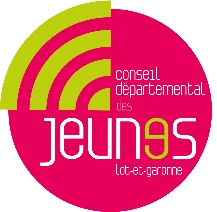 conseil
départemental
des
jeunes
lot-et-garonne